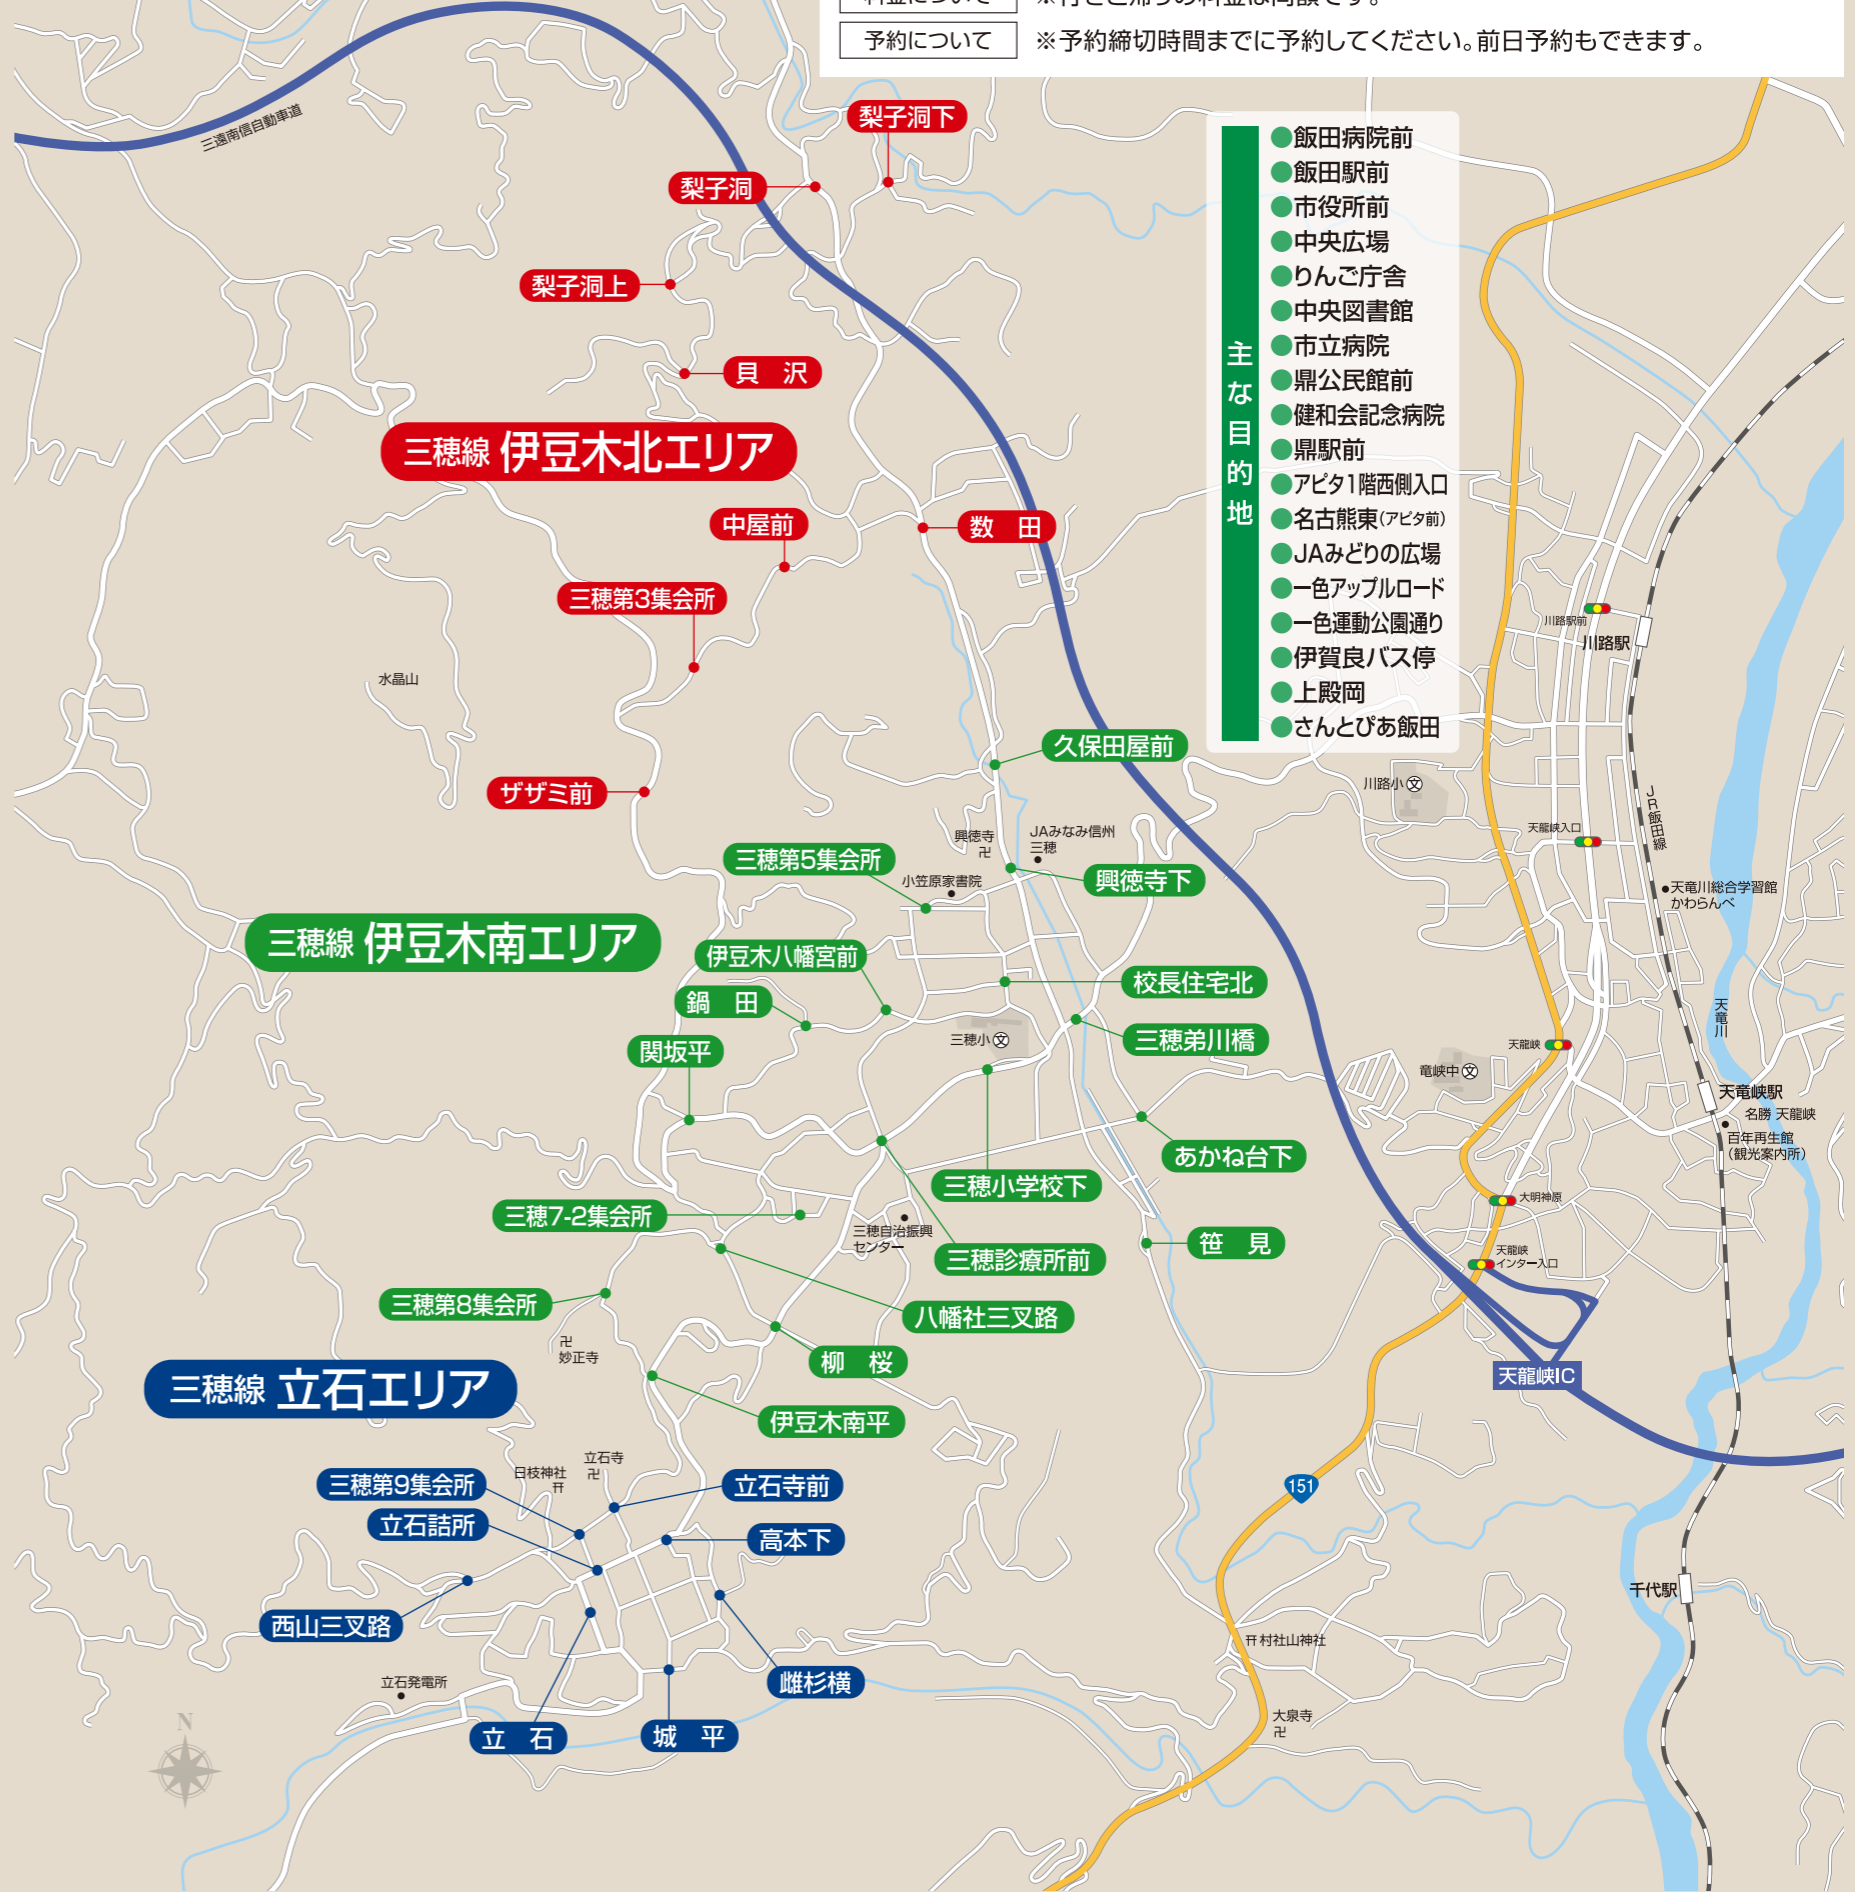 予約について
※予約締切時間までに予約してください。前日予約もできます。
三遠南信自動車道
梨子洞下
梨子洞
梨子洞上
貝 沢
三穂線 伊豆木北エリア
中屋前
数 田
三穂第3集会所
水晶山
ザザミ前
主な目的地
飯田病院前
飯田駅前
市役所前
中央広場
りんご庁舎
中央図書館
市立病院
鼎公民館前
健和会記念病院
鼎駅前
アピタ1階西側入口
名古熊東(アピタ前)
JAみどりの広場
一色アップルロード
一色運動公園通り
伊賀良バス停
上殿岡
さんとぴあ飯田
川路駅前
川路駅
久保田屋前
川路小
文
JR飯田線
天龍峡入口
興徳寺
卍
JAみなみ信州
三穂
三穂第5集会所
小笠原家書院
興徳寺下
天竜川総合学習館
かわらんべ
三穂線 伊豆木南エリア
伊豆木八幡宮前
校長住宅北
鍋 田
天竜川
三穂小
文
三穂弟川橋
天龍峡
関坂平
竜峡中
文
天竜峡駅
名勝 天龍峡
百年再生館
(観光案内所)
あかね台下
三穂小学校下
三穂7-2集会所
三穂自治振興
センター
大明神原
三穂診療所前
笹 見
天龍峡
インター入口
三穂第8集会所
八幡社三叉路
卍
妙正寺
柳 桜
天龍峡IC
三穂線 立石エリア
伊豆木南平
立石寺
卍
日枝神社
三穂第9集会所
立石寺前
151
立石詰所
高本下
西山三叉路
千代駅
村社山神社
立石発電所
雌杉横
立 石
城 平
大泉寺
卍
N